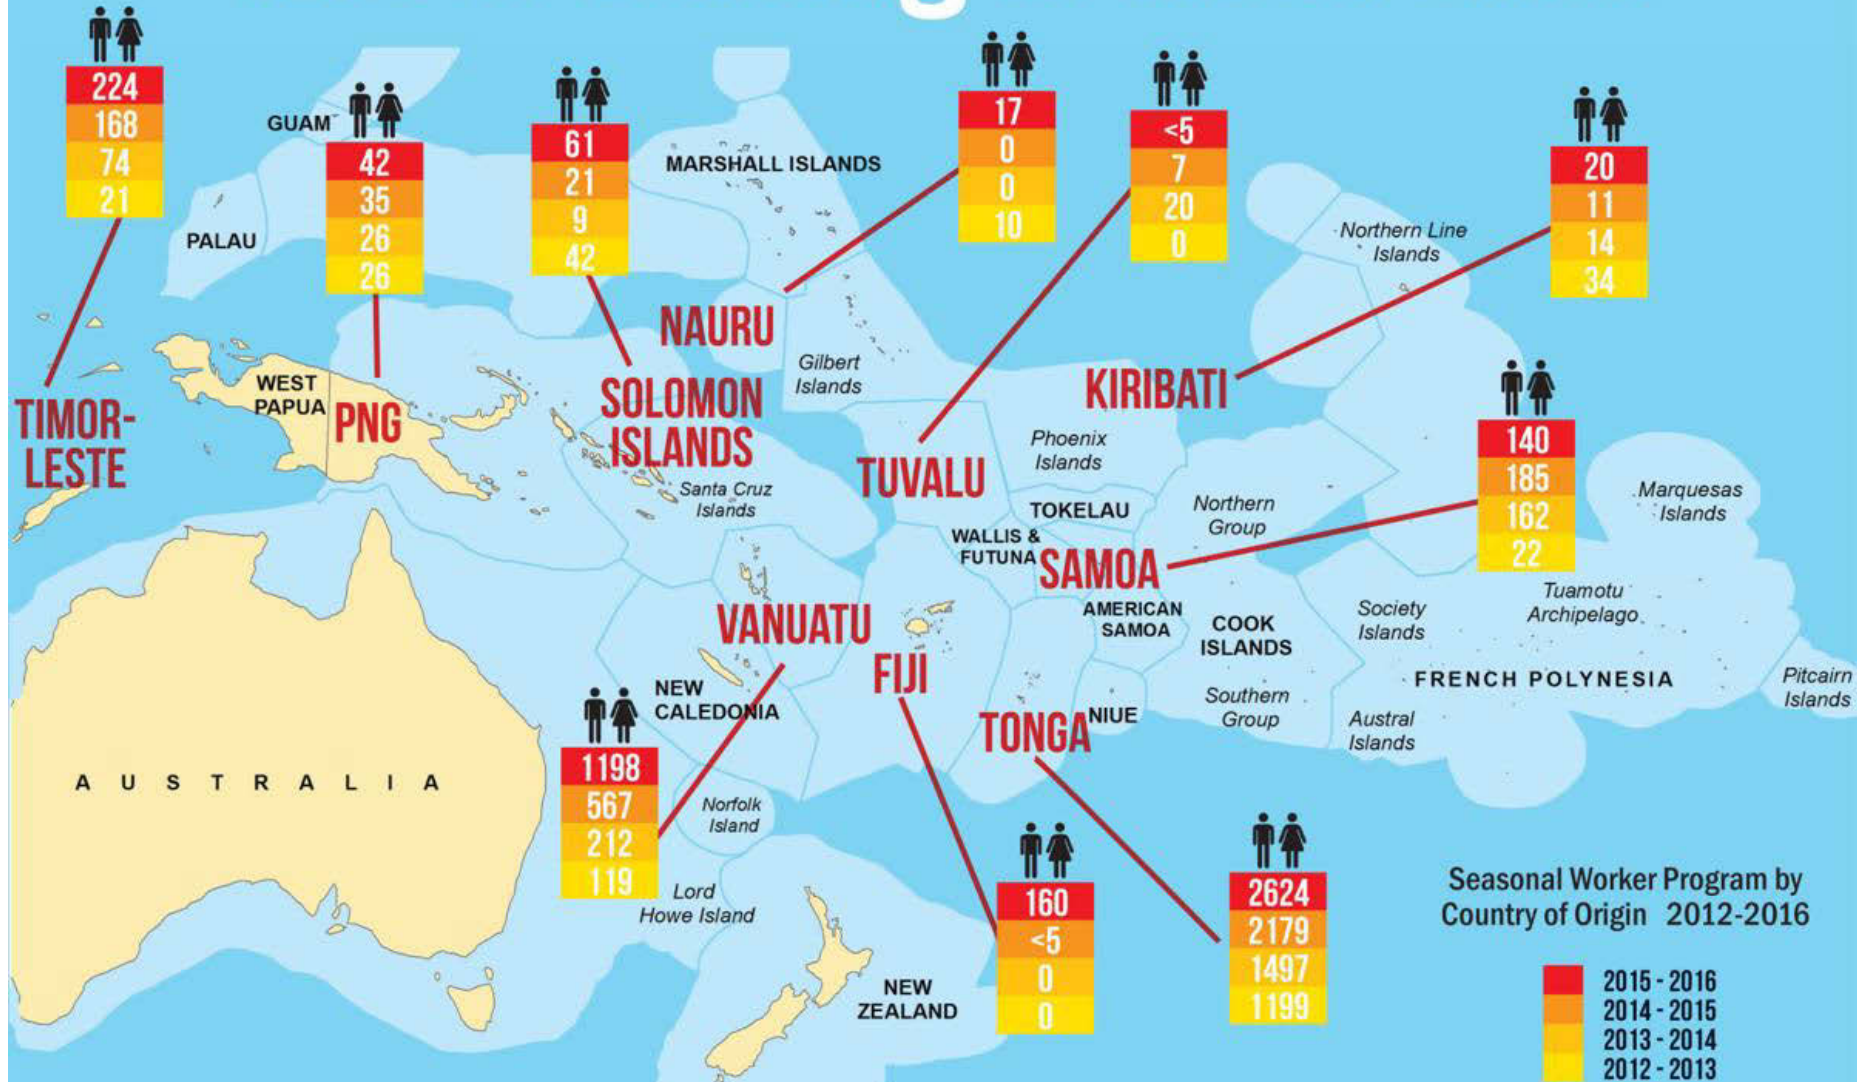 224
168
74
21
GUAM
42
35
26
26
61
21
9
42
MARSHALL ISLANDS
17
0
0
10
<5
7
20
0
20
11
14
34
PALAU
Northern Line
Islands
NAURU
Gilbert
Islands
WEST
PAPUA
PNG
TIMOR-
LESTE
SOLOMON
ISLANDS
Santa Cruz
Islands
KIRIBATI
TUVALU
Phoenix
Islands
TOKELAU
WALLIS &
FUTUNA
SAMOA
Northern
Group
140
185
162
22
Marquesas
Islands
AMERICAN
SAMOA
COOK
ISLANDS
Society
Islands
Tuamotu
Archipelago
FRENCH POLYNESIA
Pitcairn
Islands
VANUATU
FIJI
NEW
CALEDONIA
TONGA
NIUE
Southern
Group
Austral
Islands
AUSTRALIA
1198
567
212
119
Norfolk
Island
Lord
Howe Island
NEW
ZEALAND
160
<5
0
0
2624
2179
1497
1199
Seasonal Worker Program by
Country of Origin 2012-2016
2015 - 2016
2014 - 2015
2013 - 2014
2012 - 2013